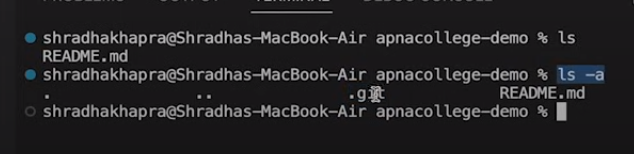 TERMINAL
shradhakhapra@Shradhas-MacBook-Air apnacollege-demo % ls
README.md
shradhakhapra@Shradhas-MacBook-Air apnacollege-demo % ls -a
. .. .git README.md
shradhakhapra@Shradhas-MacBook-Air apnacollege-demo %